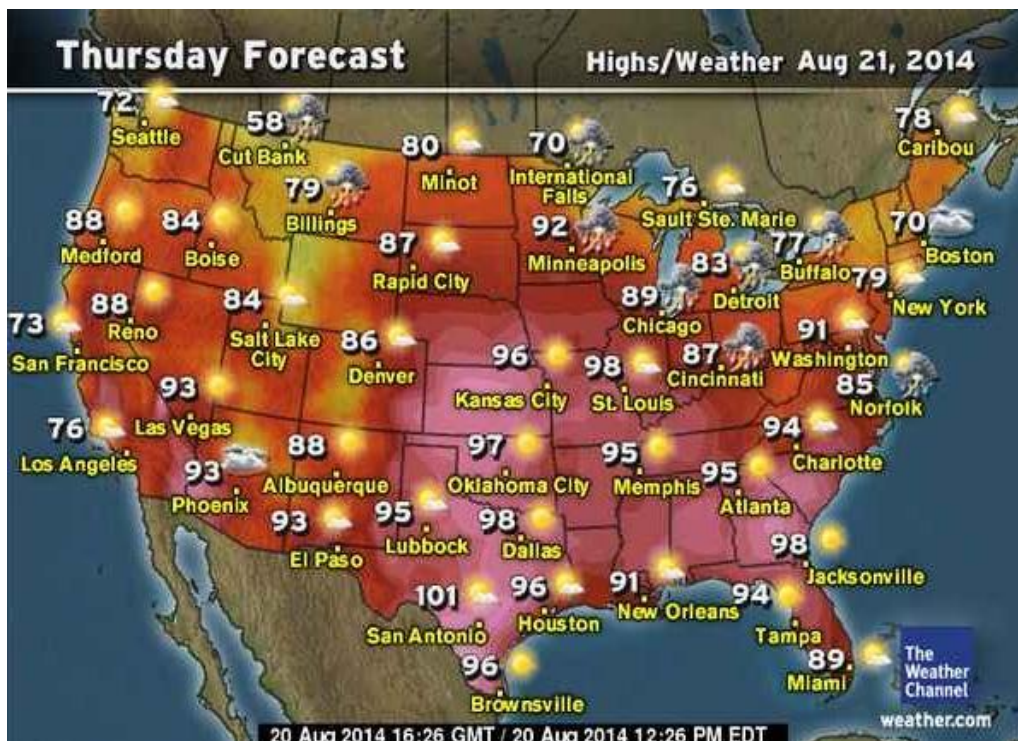 Thursday Forecast
Highs/Weather Aug 21, 2014
72
Seattle
58
Cut Bank
80
Minot
70
International
Falls
76
Sault Ste. Marie
78
Caribou
88
Medford
84
Boise
79
Billings
87
Rapid City
92
Minneapolis
83
Detroit
77
Buffalo
70
Boston
79
New York
73
San Francisco
88
Reno
84
Salt Lake
City
86
Denver
96
Kansas City
89
Chicago
98
St. Louis
87
Cincinnati
91
Washington
85
Norfolk
76
Los Angeles
93
Las Vegas
93
Phoenix
88
Albuquerque
93
El Paso
95
Lubbock
97
Oklahoma City
98
Dallas
95
Memphis
95
Atlanta
94
Charlotte
98
Jacksonville
101
San Antonio
96
Houston
91
New Orleans
94
Tampa
89
Miami
96
Brownsville
The
Weather
Channel
weather.com
20 Aug 2014 16:26 GMT / 20 Aug 2014 12:26 PM EDT